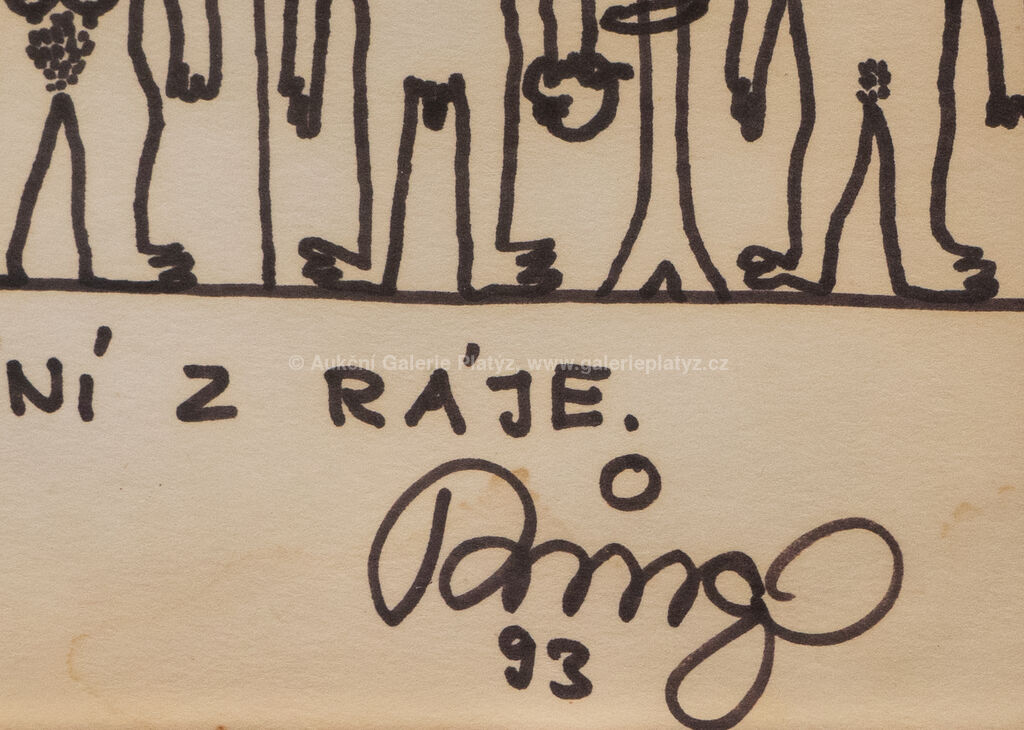 NÍ Z RÁJE.
© Aukční Galerie Platýz, www.galerieplatyz.cz
93